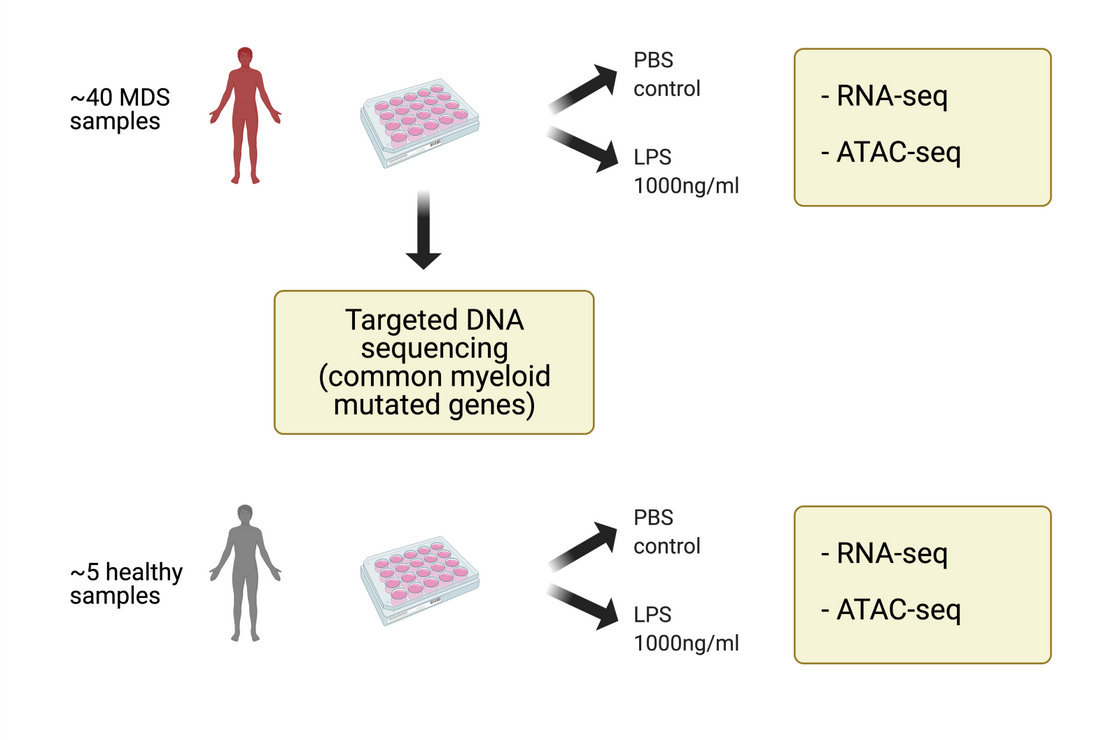 ~40 MDS
samples
PBS
control
LPS
1000ng/ml
- RNA-seq
- ATAC-seq
Targeted DNA
sequencing
(common myeloid
mutated genes)
~5 healthy
samples
PBS
control
LPS
1000ng/ml
- RNA-seq
- ATAC-seq